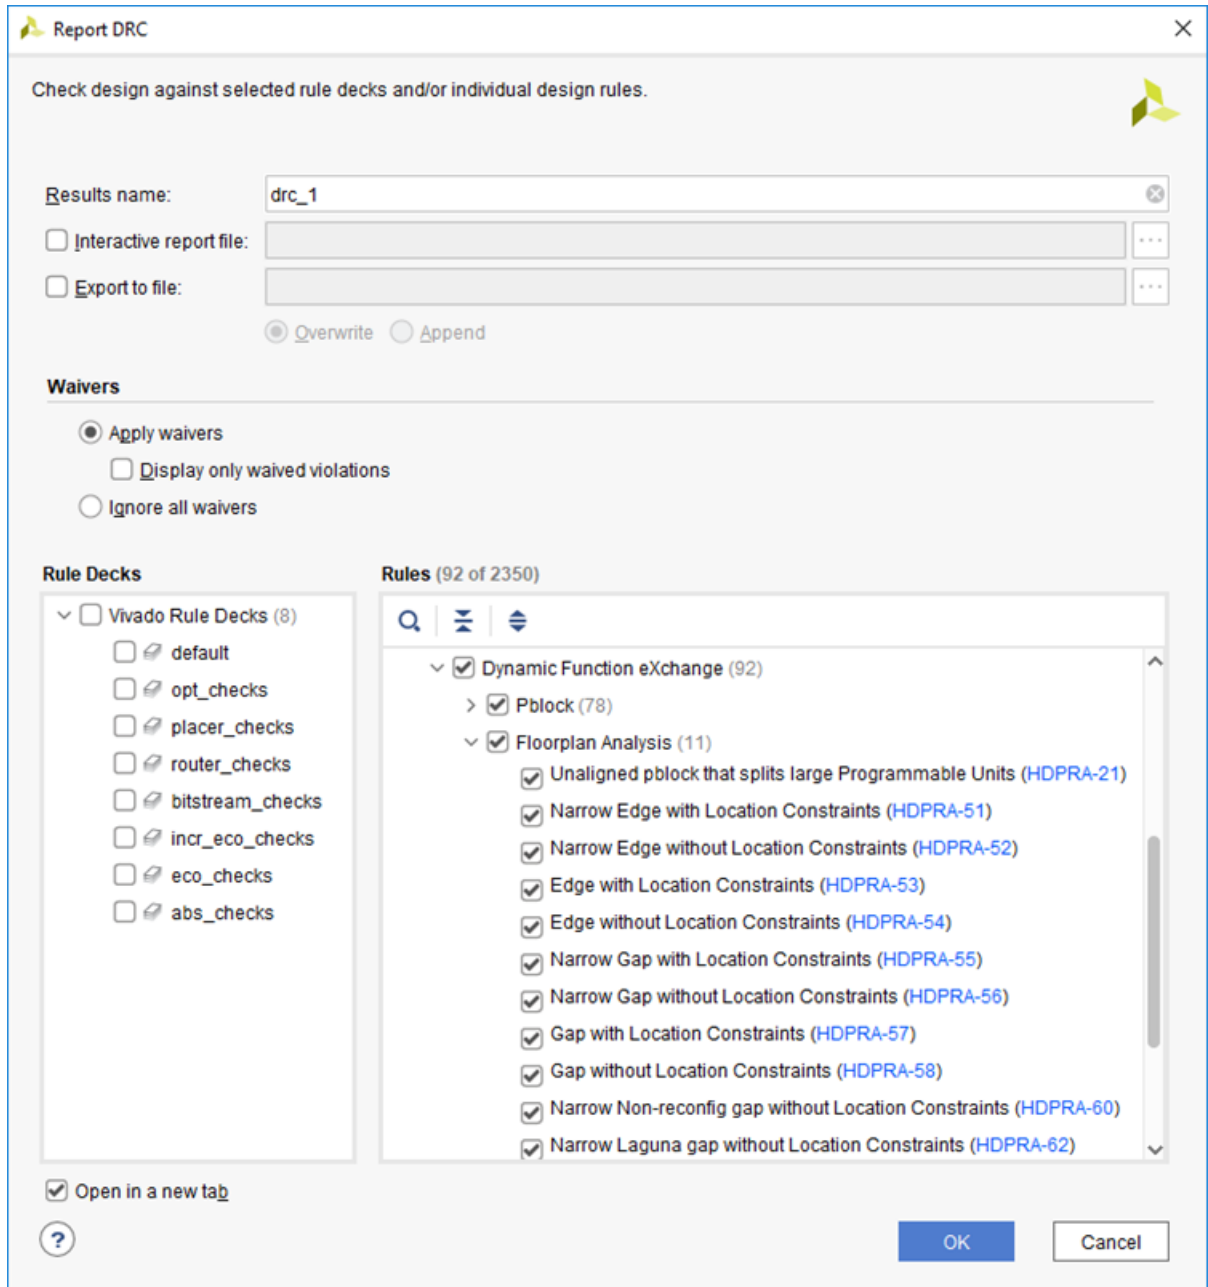 Report DRC
Check design against selected rule decks and/or individual design rules.
Results name: drc_1
Interactive report file: ...
Export to file: ...
Overwrite Append
Waivers
Apply waivers
Display only waived violations
Ignore all waivers
Rule Decks
Vivado Rule Decks (8)
default
opt_checks
placer_checks
router_checks
bitstream_checks
incr_eco_checks
eco_checks
abs_checks
Rules (92 of 2350)
Dynamic Function eXchange (92)
Pblock (78)
Floorplan Analysis (11)
Unaligned pblock that splits large Programmable Units (HDPRA-21)
Narrow Edge with Location Constraints (HDPRA-51)
Narrow Edge without Location Constraints (HDPRA-52)
Edge with Location Constraints (HDPRA-53)
Edge without Location Constraints (HDPRA-54)
Narrow Gap with Location Constraints (HDPRA-55)
Narrow Gap without Location Constraints (HDPRA-56)
Gap with Location Constraints (HDPRA-57)
Gap without Location Constraints (HDPRA-58)
Narrow Non-reconfig gap without Location Constraints (HDPRA-60)
Narrow Laguna gap without Location Constraints (HDPRA-62)
Open in a new tab
? OK Cancel